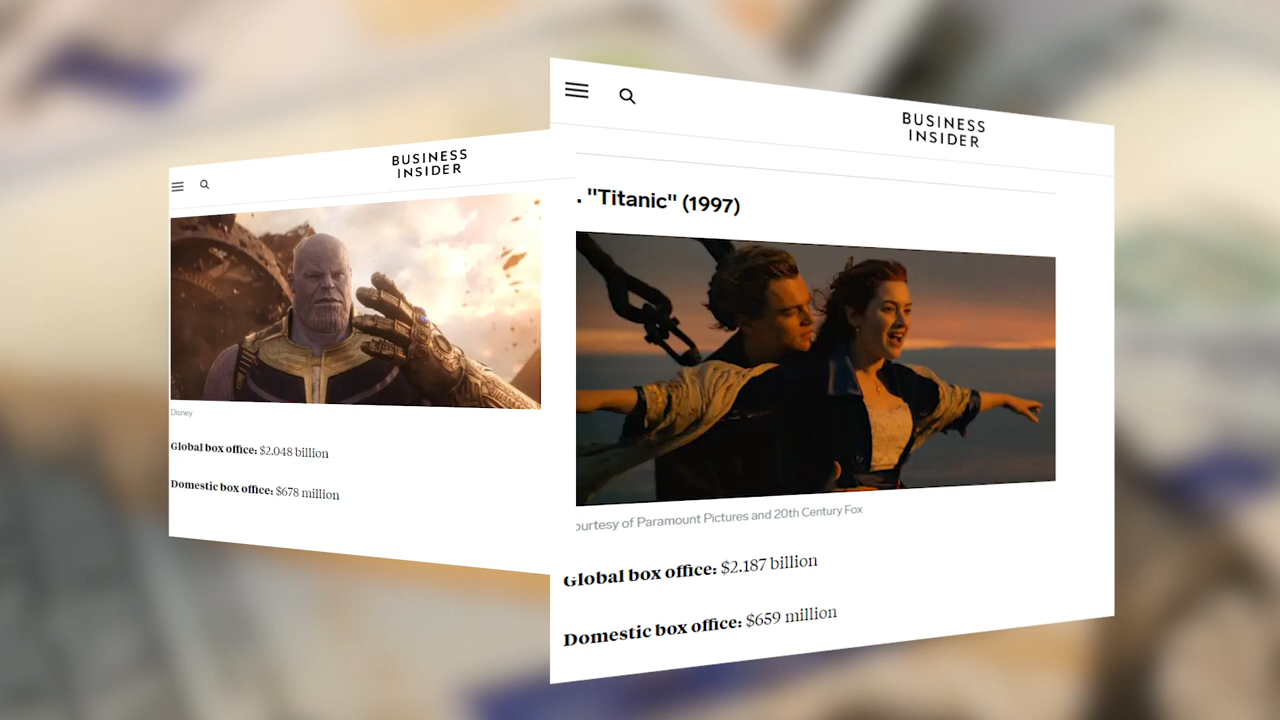 BUSINESS
INSIDER
Disney
Global box office: $2.048 billion
Domestic box office: $678 million
BUSINESS
INSIDER
. "Titanic" (1997)
ourtesy of Paramount Pictures and 20th Century Fox
Global box office: $2.187 billion
Domestic box office: $659 million